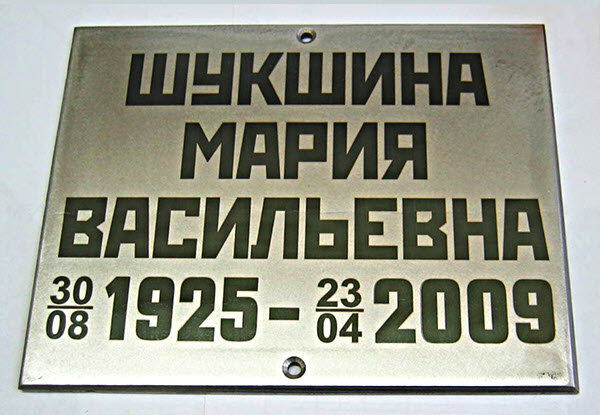 ШУКШИНА
МАРИЯ
ВАСИЛЬЕВНА
30/08 1925 – 23/04 2009